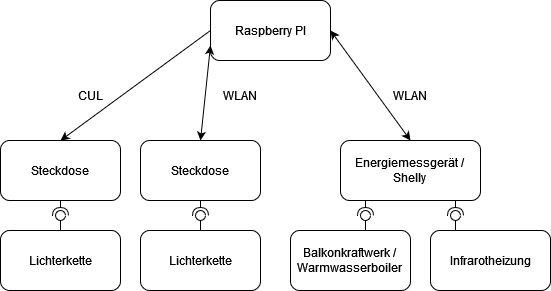 Raspberry PI
CUL
WLAN
WLAN
Steckdose
Steckdose
Energiemessgerät /
Shelly
Lichterkette
Lichterkette
Balkonkraftwerk /
Warmwasserboiler
Infrarotheizung